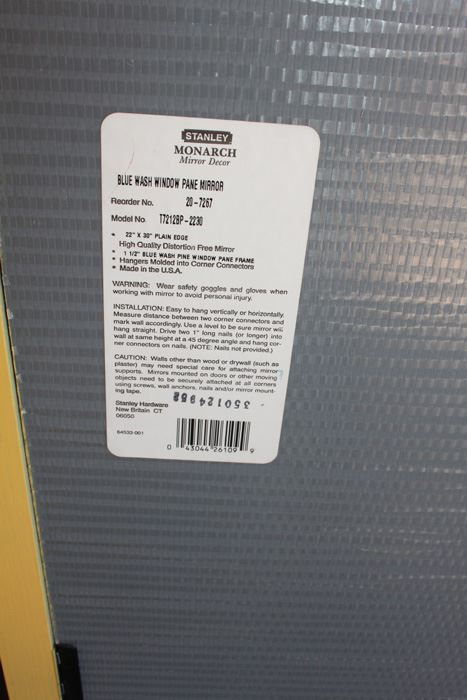 STANLEY
MONARCH
Mirror Decor
BLUE WASH WINDOW PANE MIRROR
Reorder No. 20-7267
Model No. T7212BP-2230
• 22" X 30" PLAIN EDGE
High Quality Distortion Free Mirror
• 1 1/2" BLUE WASH PINE WINDOW PANE FRAME
• Hangers Molded into Corner Connectors
• Made in the U.S.A.
WARNING: Wear safety goggles and gloves when
working with mirror to avoid personal injury.
INSTALLATION: Easy to hang vertically or horizontally.
Measure distance between two corner connectors and
mark wall accordingly. Use a level to be sure mirror will
hang straight. Drive two 1" long nails (or longer) into
wall at same height at a 45 degree angle and hang cor-
ner connectors on nails. (NOTE: Nails not provided.)
CAUTION: Walls other than wood or drywall (such as
plaster) may need special care for attaching mirror
supports. Mirrors mounted on doors or other moving
objects need to be securely attached at all corners
using screws, wall anchors, nails and/or mirror mount-
ing tape.
Stanley Hardware
New Britain CT
06050
64533-001
0 43044 26109 9